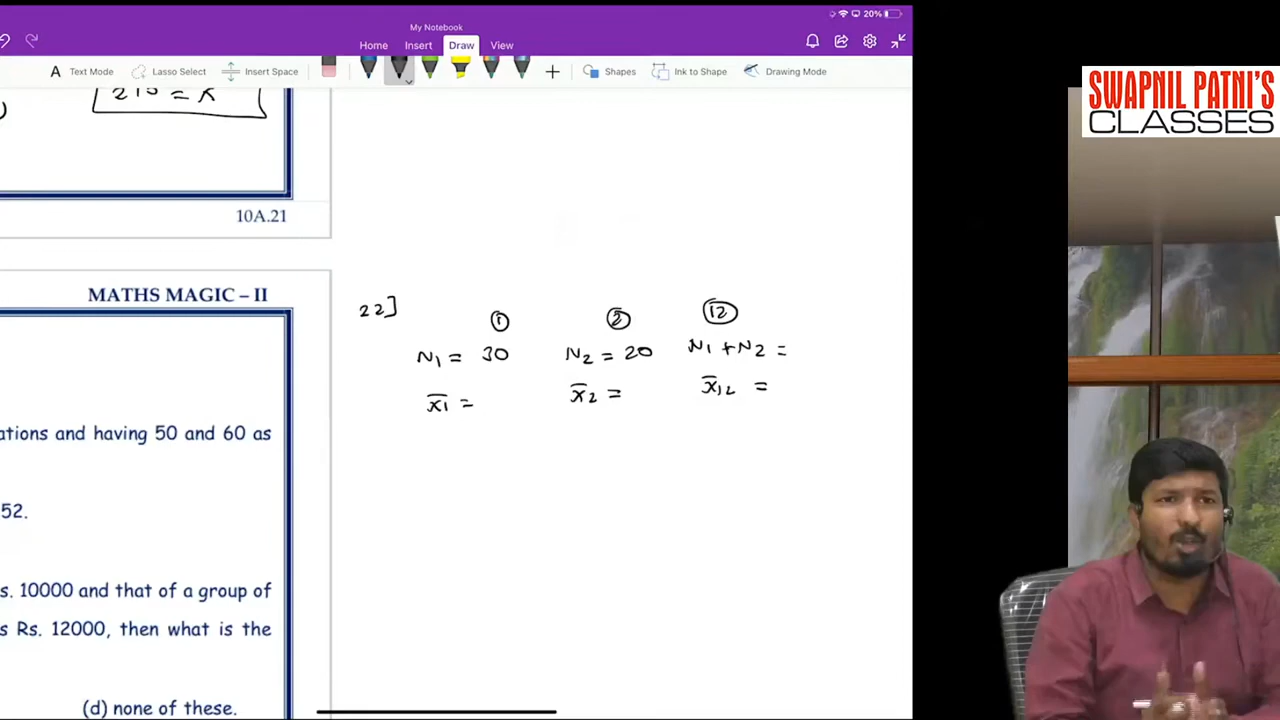 20%
My Notebook
Home Insert Draw View
A Text Mode Lasso Select Insert Space Shapes Ink to Shape Drawing Mode
SWAPNIL PATNI'S
CLASSES
215 = x
10A.21
MATHS MAGIC – II
ations and having 50 and 60 as
52.
s. 10000 and that of a group of
s Rs. 12000, then what is the
(d) none of these.
22]
① ② ⑫
N₁ = 30 N₂ = 20 N₁ + N₂ =
x̄₁ = x̄₂ = x̄₁₂ =